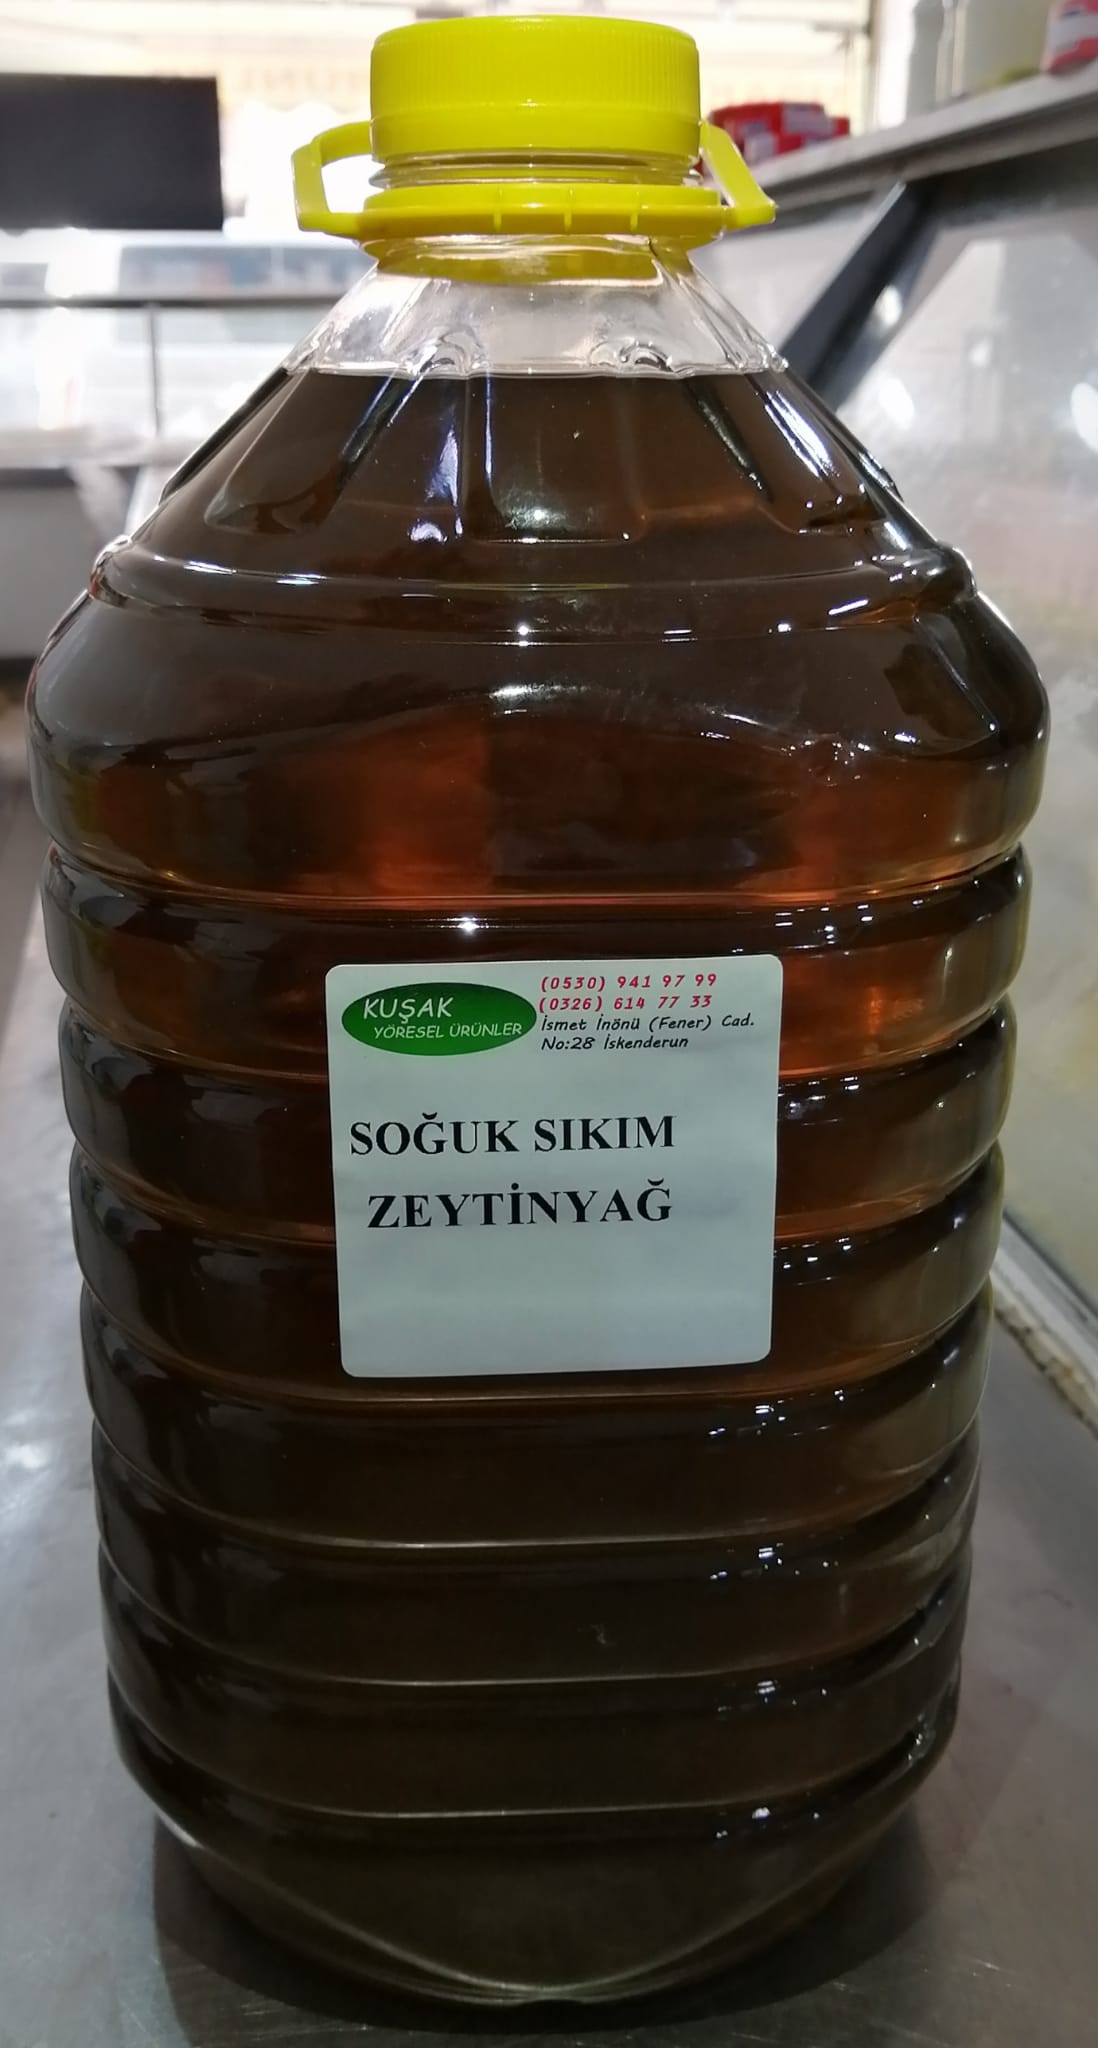 KUŞAK
YÖRESEL ÜRÜNLER
(0530) 941 97 99
(0326) 614 77 33
İsmet İnönü (Fener) Cad.
No:28 İskenderun
SOĞUK SIKIM
ZEYTİNYAĞ